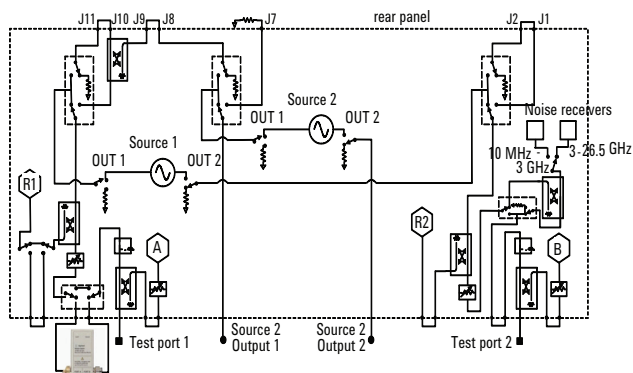 J11 J10 J9 J8 J7 rear panel J2 J1
Source 2
OUT 1 OUT 2
Noise receivers
Source 1
OUT 1 OUT 2
10 MHz -
3 GHz
3-26.5 GHz
R1
R2
A
B
Test port 1
Source 2
Output 1
Source 2
Output 2
Test port 2